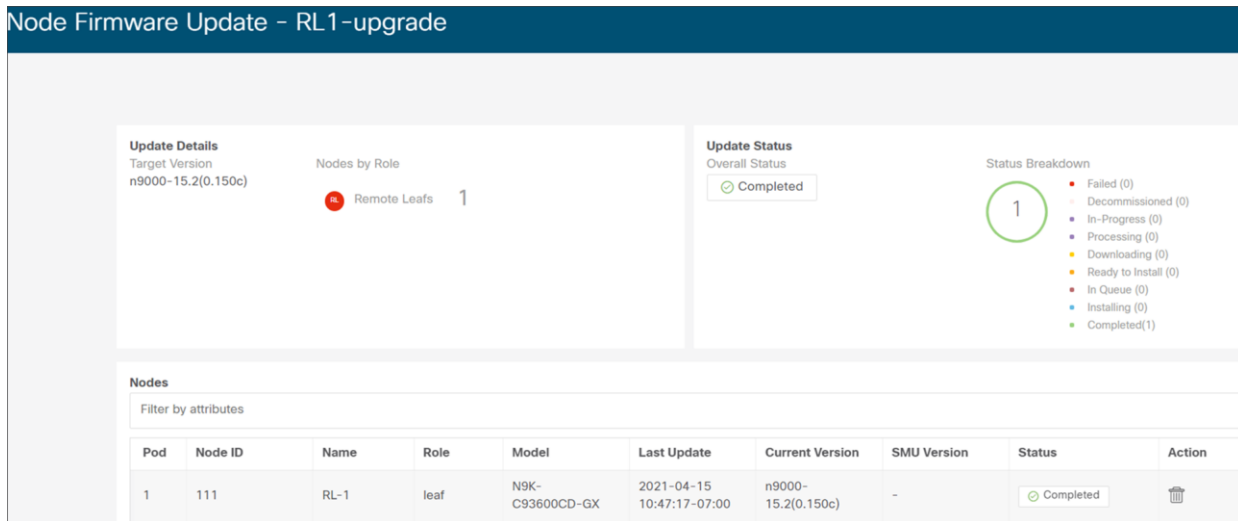 Node Firmware Update - RL1-upgrade
Update Details
Target Version
n9000-15.2(0.150c)
Nodes by Role
RL Remote Leafs 1
Update Status
Overall Status
Completed
Status Breakdown
1
Failed (0)
Decommissioned (0)
In-Progress (0)
Processing (0)
Downloading (0)
Ready to Install (0)
In Queue (0)
Installing (0)
Completed(1)
Nodes
Filter by attributes
Pod Node ID Name Role Model Last Update Current Version SMU Version Status Action
1 111 RL-1 leaf N9K- 2021-04-15 n9000- - Completed
C93600CD-GX 10:47:17-07:00 15.2(0.150c)